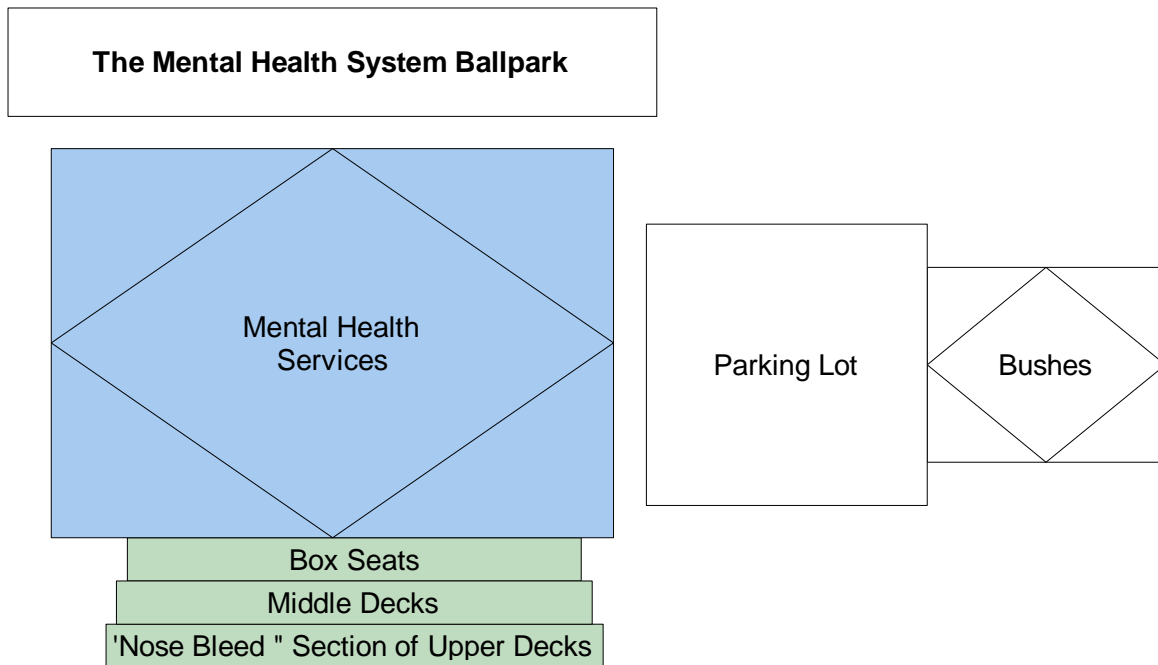 The Mental Health System Ballpark
Mental Health
Services
Parking Lot
Bushes
Box Seats
Middle Decks
'Nose Bleed " Section of Upper Decks